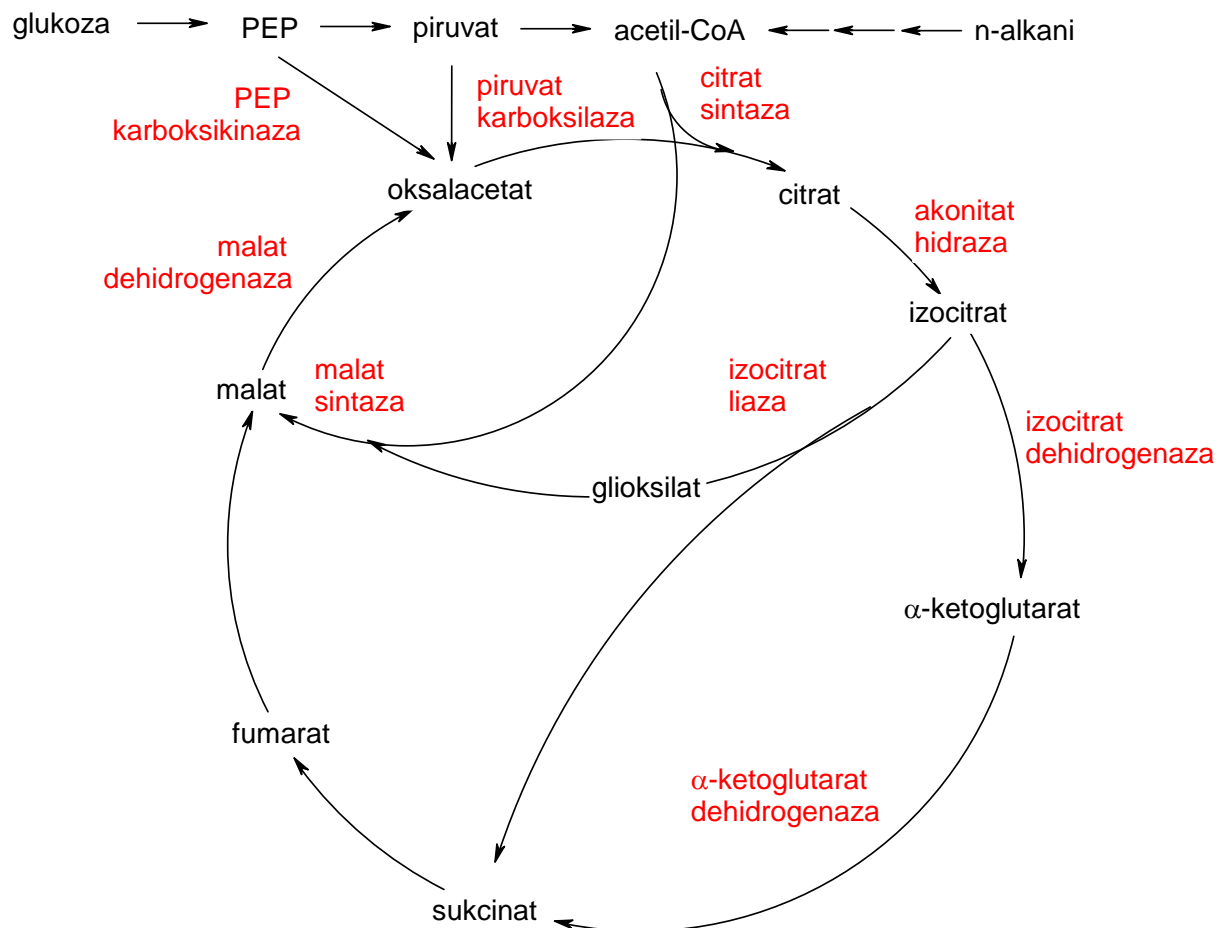 glukoza
PEP
piruvat
acetil-CoA
n-alkani
PEP
karboksikinaza
piruvat
karboksilaza
citrat
sintaza
oksalacetat
citrat
akonitat
hidraza
malat
dehidrogenaza
izocitrat
malat
malat
sintaza
izocitrat
liaza
izocitrat
dehidrogenaza
glioksilat
α-ketoglutarat
fumarat
α-ketoglutarat
dehidrogenaza
sukcinat